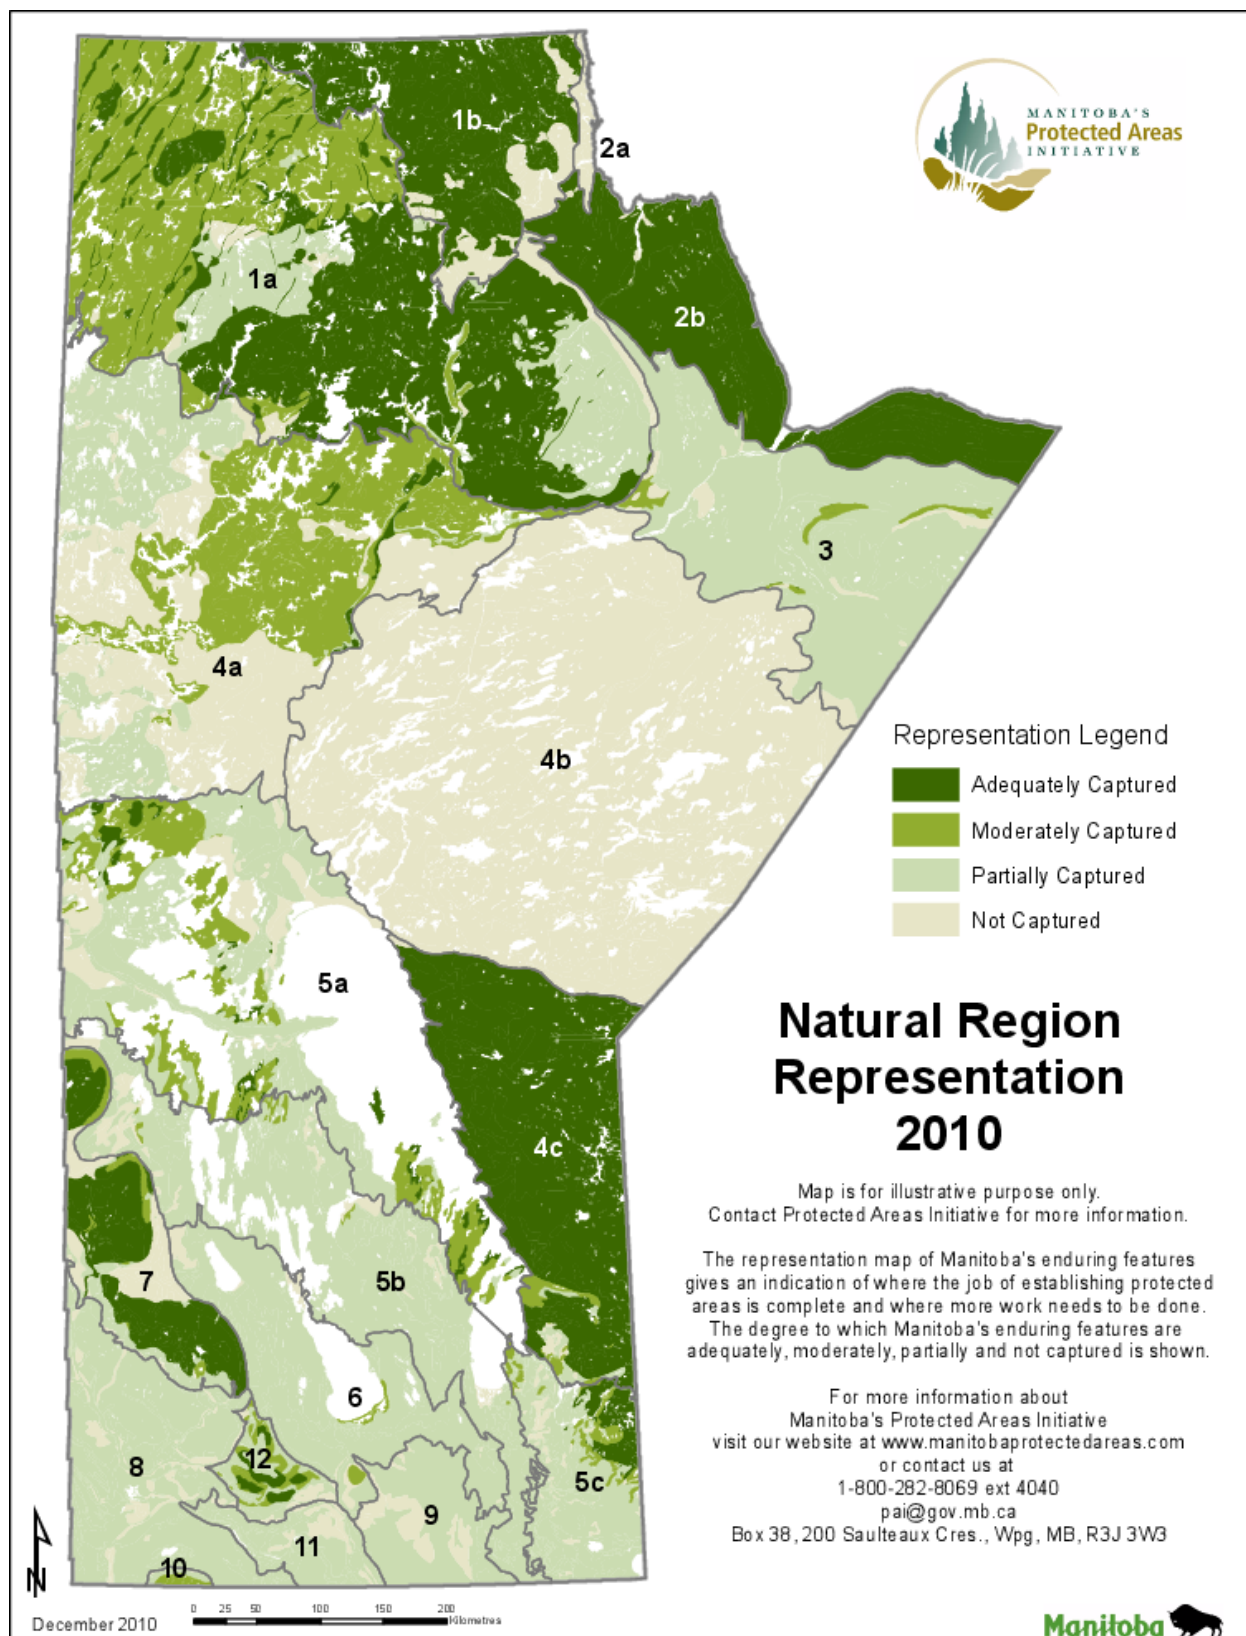 MANITOBA'S
Protected Areas
INITIATIVE
1b
2a
1a
2b
3
4a
4b
5a
4c
7
5b
6
8
12
5c
9
11
10
Representation Legend
Adequately Captured
Moderately Captured
Partially Captured
Not Captured
Natural Region
Representation
2010
Map is for illustrative purpose only.
Contact Protected Areas Initiative for more information.
The representation map of Manitoba's enduring features
gives an indication of where the job of establishing protected
areas is complete and where more work needs to be done.
The degree to which Manitoba's enduring features are
adequately, moderately, partially and not captured is shown.
For more information about
Manitoba's Protected Areas Initiative
visit our website at www.manitobaprotectedareas.com
or contact us at
1-800-282-8069 ext 4040
pai@gov.mb.ca
Box 38, 200 Saulteaux Cres., Wpg, MB, R3J 3W3
N
December 2010
0 25 50 100 150 200
Kilometres
Manitoba